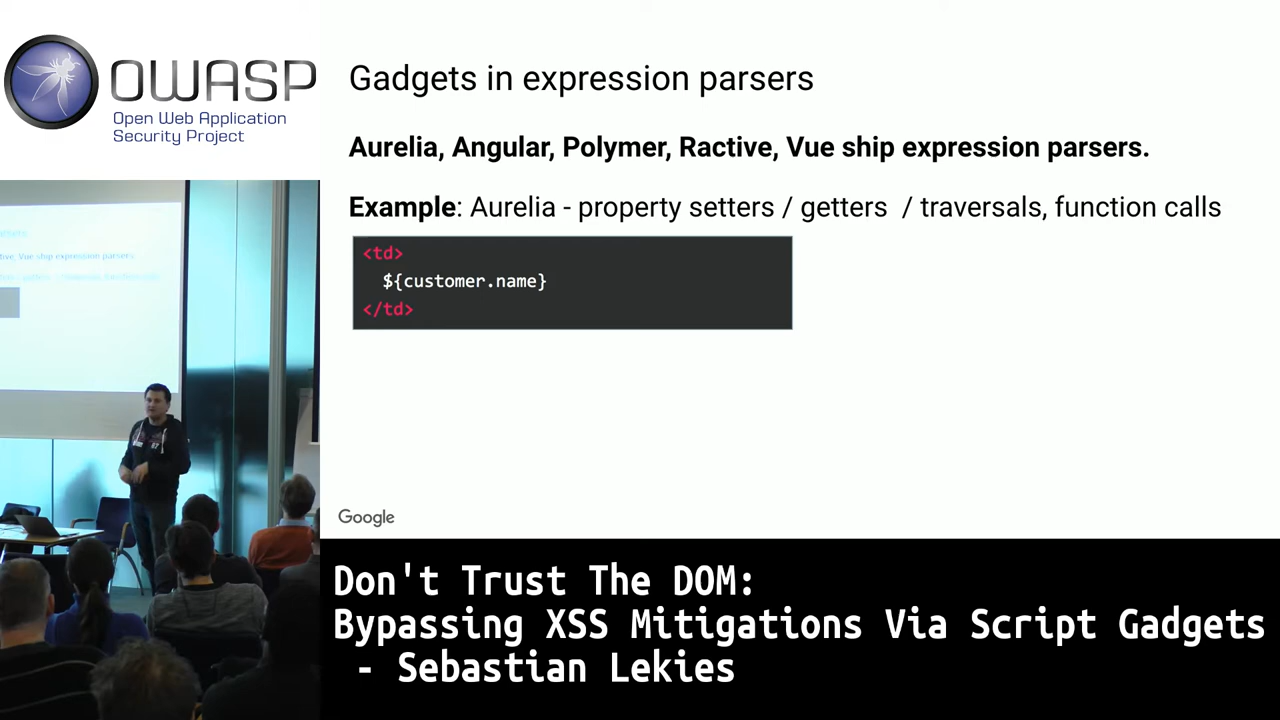 OWASP
Open Web Application
Security Project
Gadgets in expression parsers
Aurelia, Angular, Polymer, Ractive, Vue ship expression parsers.
Example: Aurelia - property setters / getters / traversals, function calls
<td>
${customer.name}
</td>
Google
Don't Trust The DOM:
Bypassing XSS Mitigations Via Script Gadgets
- Sebastian Lekies